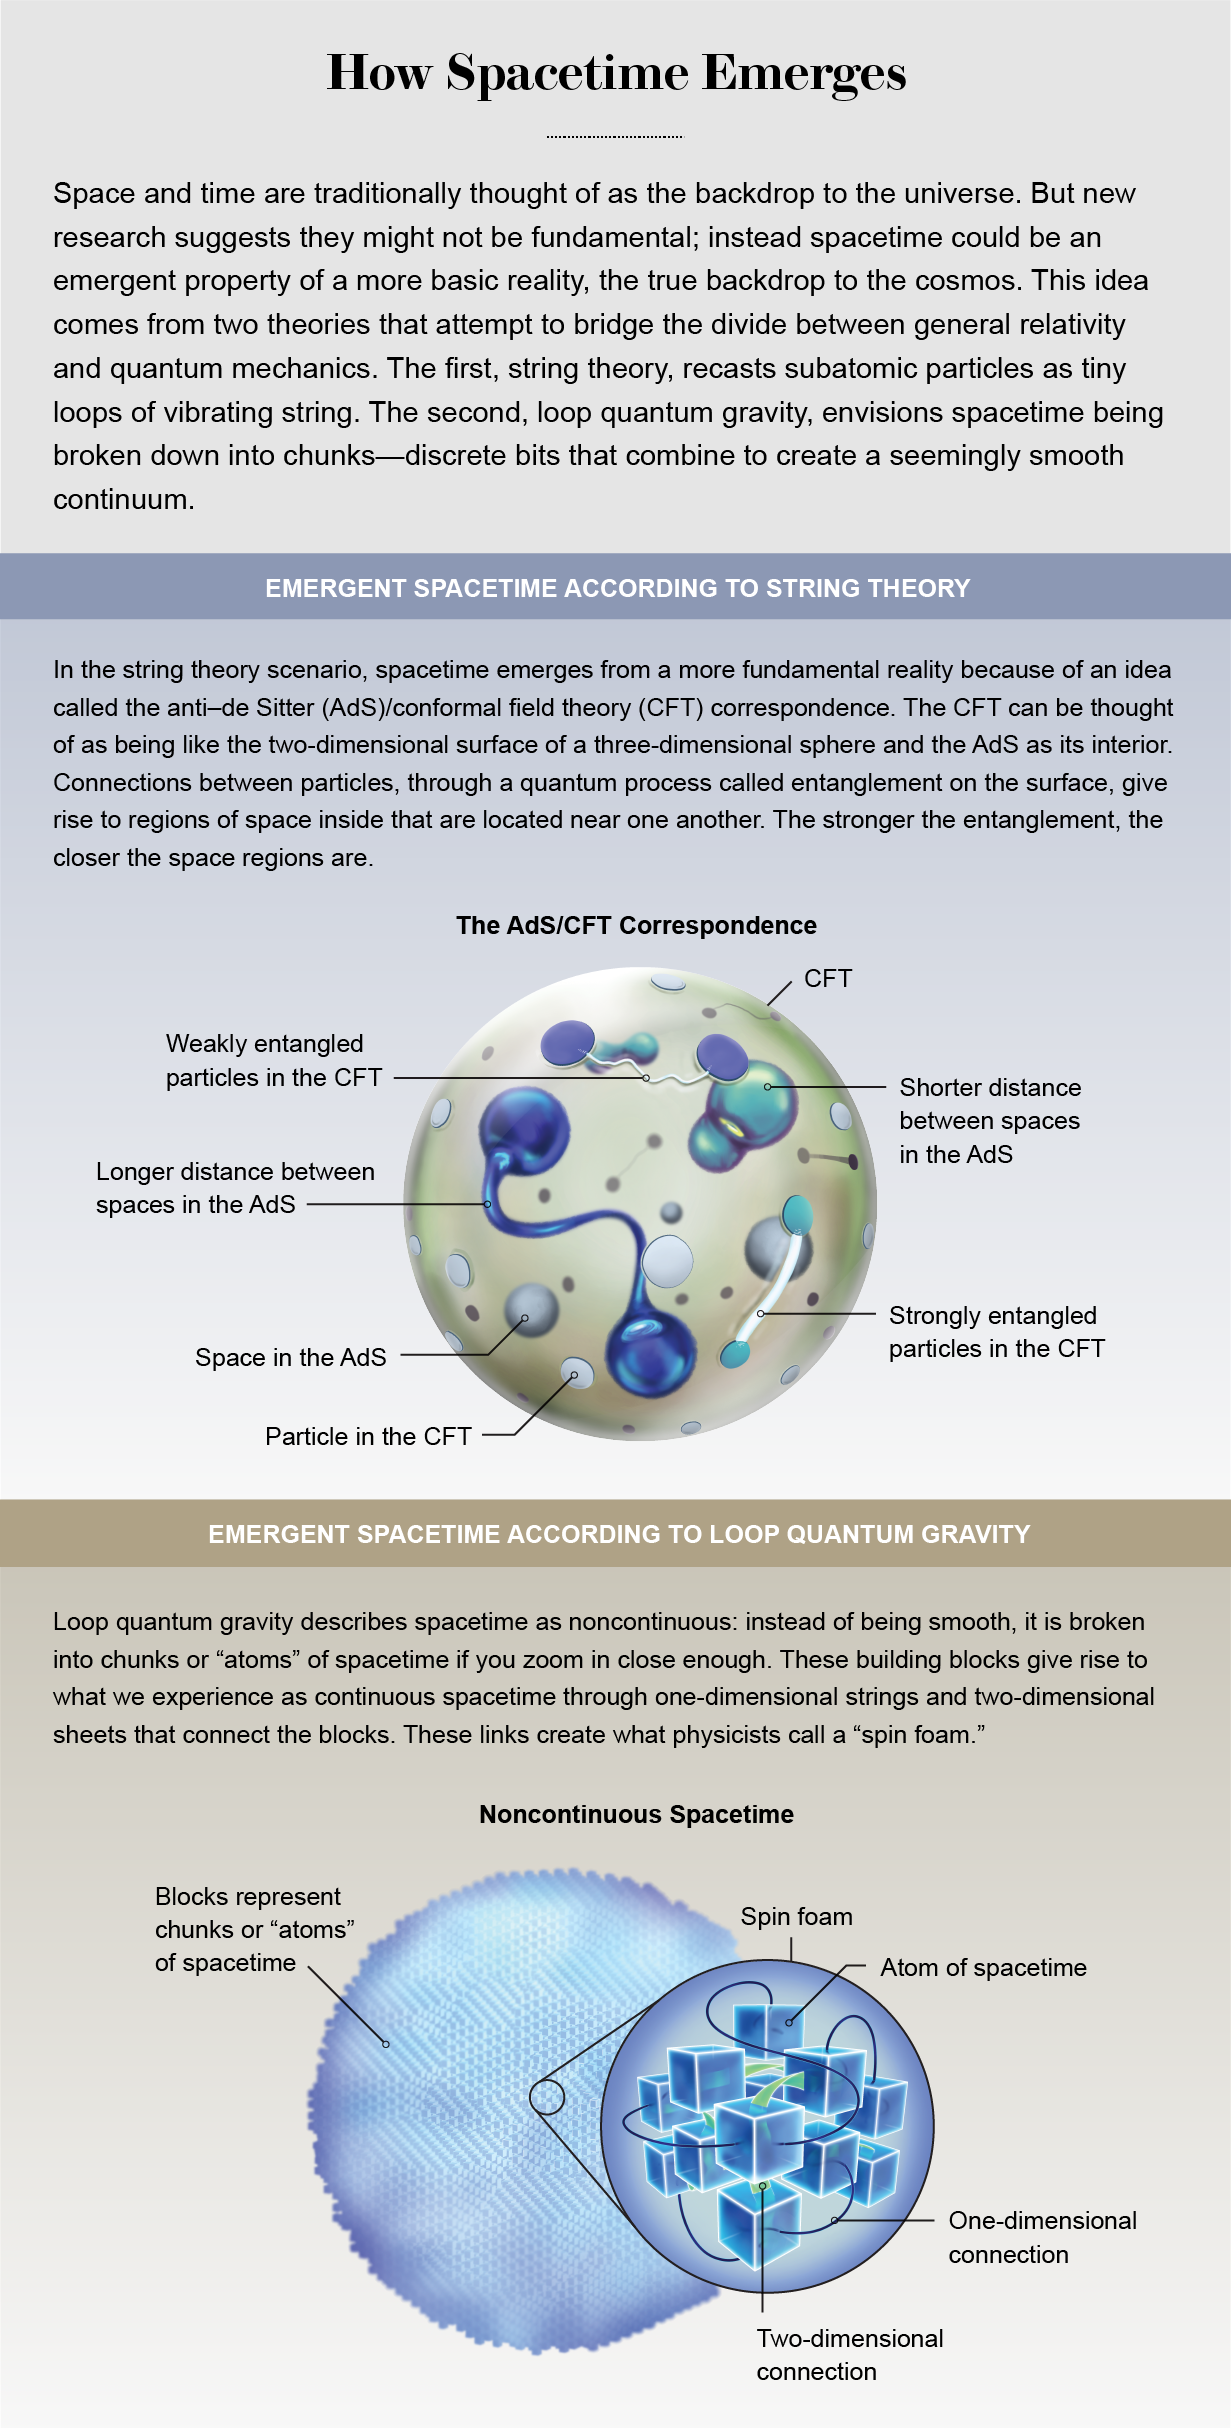 How Spacetime Emerges
Space and time are traditionally thought of as the backdrop to the universe. But new
research suggests they might not be fundamental; instead spacetime could be an
emergent property of a more basic reality, the true backdrop to the cosmos. This idea
comes from two theories that attempt to bridge the divide between general relativity
and quantum mechanics. The first, string theory, recasts subatomic particles as tiny
loops of vibrating string. The second, loop quantum gravity, envisions spacetime being
broken down into chunks—discrete bits that combine to create a seemingly smooth
continuum.
EMERGENT SPACETIME ACCORDING TO STRING THEORY
In the string theory scenario, spacetime emerges from a more fundamental reality because of an idea
called the anti–de Sitter (AdS)/conformal field theory (CFT) correspondence. The CFT can be thought
of as being like the two-dimensional surface of a three-dimensional sphere and the AdS as its interior.
Connections between particles, through a quantum process called entanglement on the surface, give
rise to regions of space inside that are located near one another. The stronger the entanglement, the
closer the space regions are.
The AdS/CFT Correspondence
CFT
Weakly entangled
particles in the CFT
Shorter distance
between spaces
in the AdS
Longer distance between
spaces in the AdS
Strongly entangled
particles in the CFT
Space in the AdS
Particle in the CFT
EMERGENT SPACETIME ACCORDING TO LOOP QUANTUM GRAVITY
Loop quantum gravity describes spacetime as noncontinuous: instead of being smooth, it is broken
into chunks or “atoms” of spacetime if you zoom in close enough. These building blocks give rise to
what we experience as continuous spacetime through one-dimensional strings and two-dimensional
sheets that connect the blocks. These links create what physicists call a “spin foam.”
Noncontinuous Spacetime
Blocks represent
chunks or “atoms”
of spacetime
Spin foam
Atom of spacetime
One-dimensional
connection
Two-dimensional
connection